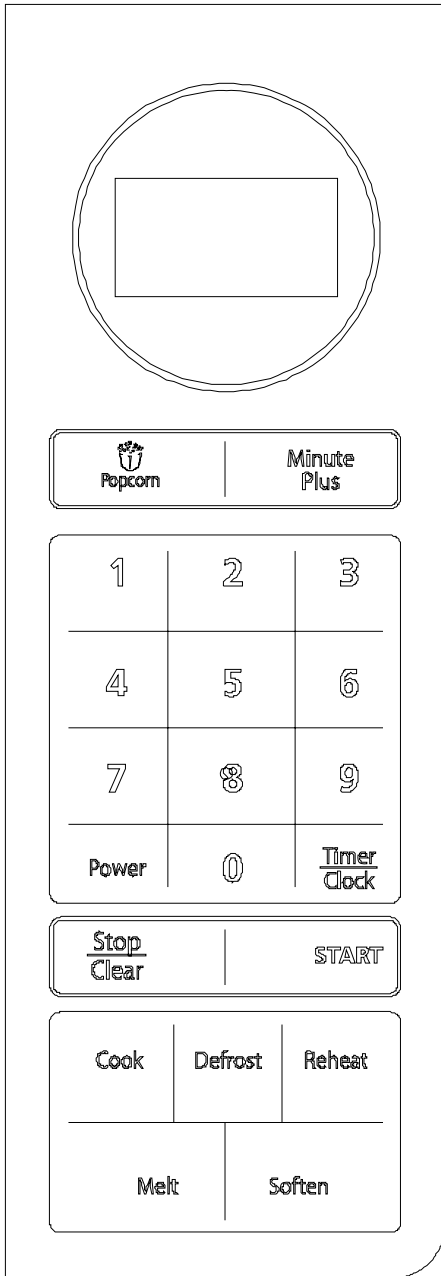 Popcorn
Minute
Plus
1 2 3
4 5 6
7 8 9
Power 0 Timer
Clock
Stop
Clear
START
Cook Defrost Reheat
Melt Soften